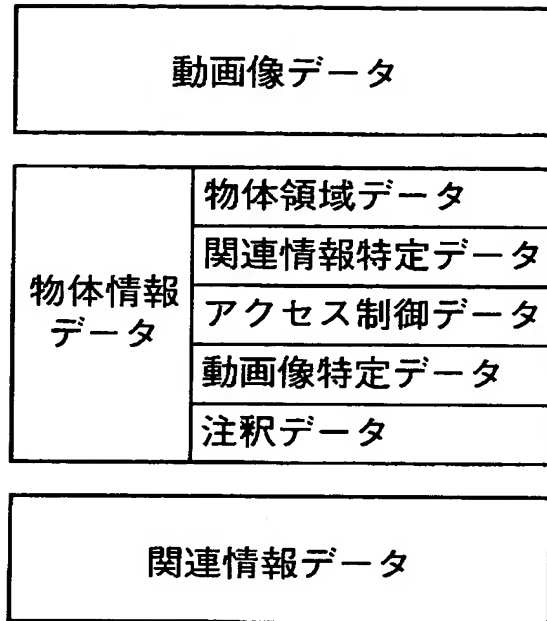 動画像データ
物体情報
データ
物体領域データ
関連情報特定データ
アクセス制御データ
動画像特定データ
注釈データ
関連情報データ